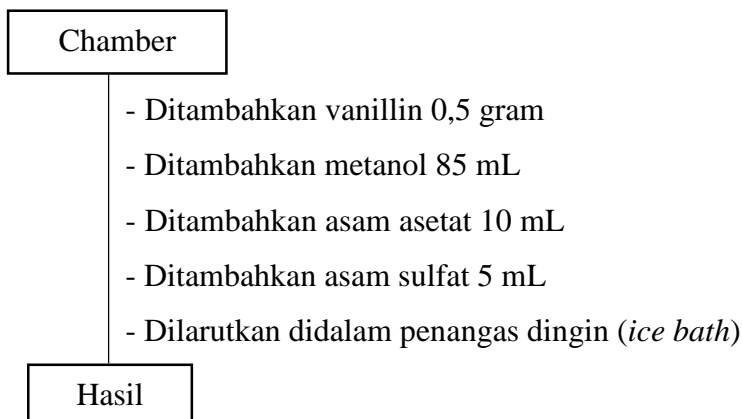 Chamber
- Ditambahkan vanillin 0,5 gram
- Ditambahkan metanol 85 mL
- Ditambahkan asam asetat 10 mL
- Ditambahkan asam sulfat 5 mL
- Dilarutkan didalam penangas dingin (ice bath)
Hasil